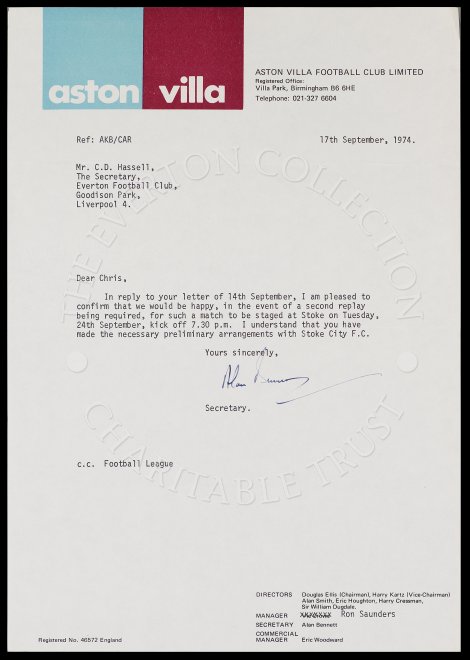 aston villa
ASTON VILLA FOOTBALL CLUB LIMITED
Registered Office:
Villa Park, Birmingham B6 6HE
Telephone: 021-327 6604
Ref: AKB/CAR 17th September, 1974.
Mr. C.D. Hassell,
The Secretary,
Everton Football Club,
Goodison Park,
Liverpool 4.
Dear Chris,
In reply to your letter of 14th September, I am pleased to
confirm that we would be happy, in the event of a second replay
being required, for such a match to be staged at Stoke on Tuesday,
24th September, kick off 7.30 p.m. I understand that you have
made the necessary preliminary arrangements with Stoke City F.C.
Yours sincerely,
Alan Bennett
Secretary.
c.c. Football League
THE EVERTON COLLECTION
CHARITABLE TRUST
DIRECTORS Douglas Ellis (Chairman), Harry Kartz (Vice-Chairman)
Alan Smith, Eric Houghton, Harry Cressman,
Sir William Dugdale.
MANAGER Ron Saunders
SECRETARY Alan Bennett
COMMERCIAL
MANAGER Eric Woodward
Registered No. 46572 England